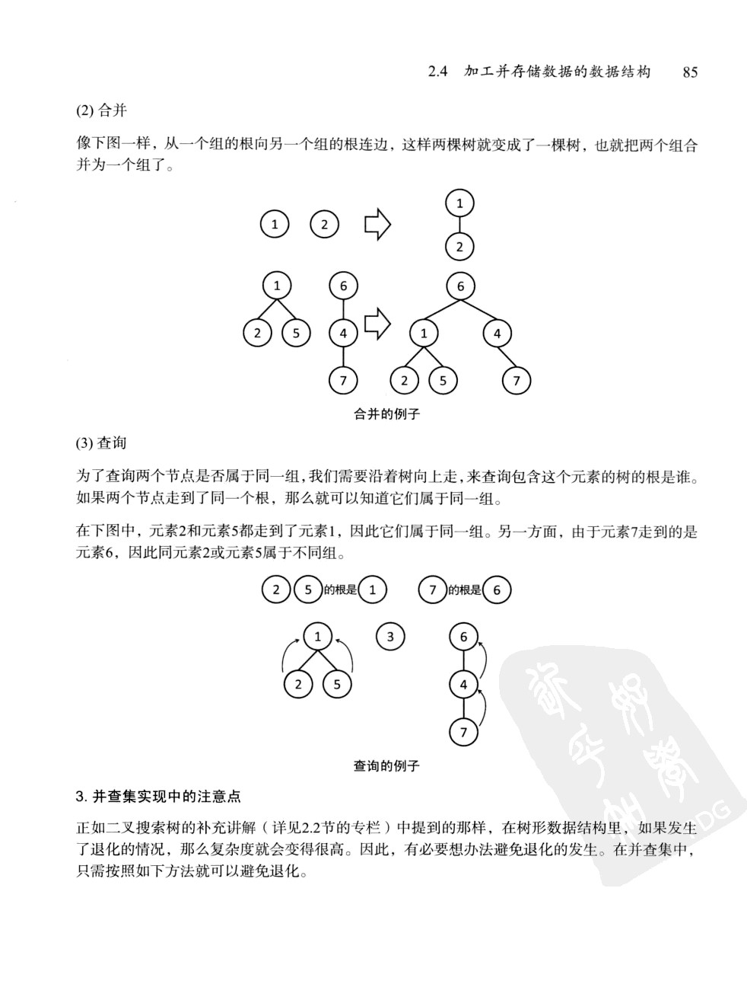 2.4 加工并存储数据的数据结构 85
(2) 合并
像下图一样，从一个组的根向另一个组的根连边，这样两棵树就变成了一棵树，也就把两个组合
并为一个组了。
1 2 1
2
1 6 6
2 5 4 1 4
7 2 5 7
合并的例子
(3) 查询
为了查询两个节点是否属于同一组，我们需要沿着树向上走，来查询包含这个元素的树的根是谁。
如果两个节点走到了同一个根，那么就可以知道它们属于同一组。
在下图中，元素2和元素5都走到了元素1，因此它们属于同一组。另一方面，由于元素7走到的是
元素6，因此同元素2或元素5属于不同组。
2 5 的根是 1 7 的根是 6
1 3 6
2 5 4
7
查询的例子
3. 并查集实现中的注意点
正如二叉搜索树的补充讲解（详见2.2节的专栏）中提到的那样，在树形数据结构里，如果发生
了退化的情况，那么复杂度就会变得很高。因此，有必要想办法避免退化的发生。在并查集中，
只需按照如下方法就可以避免退化。